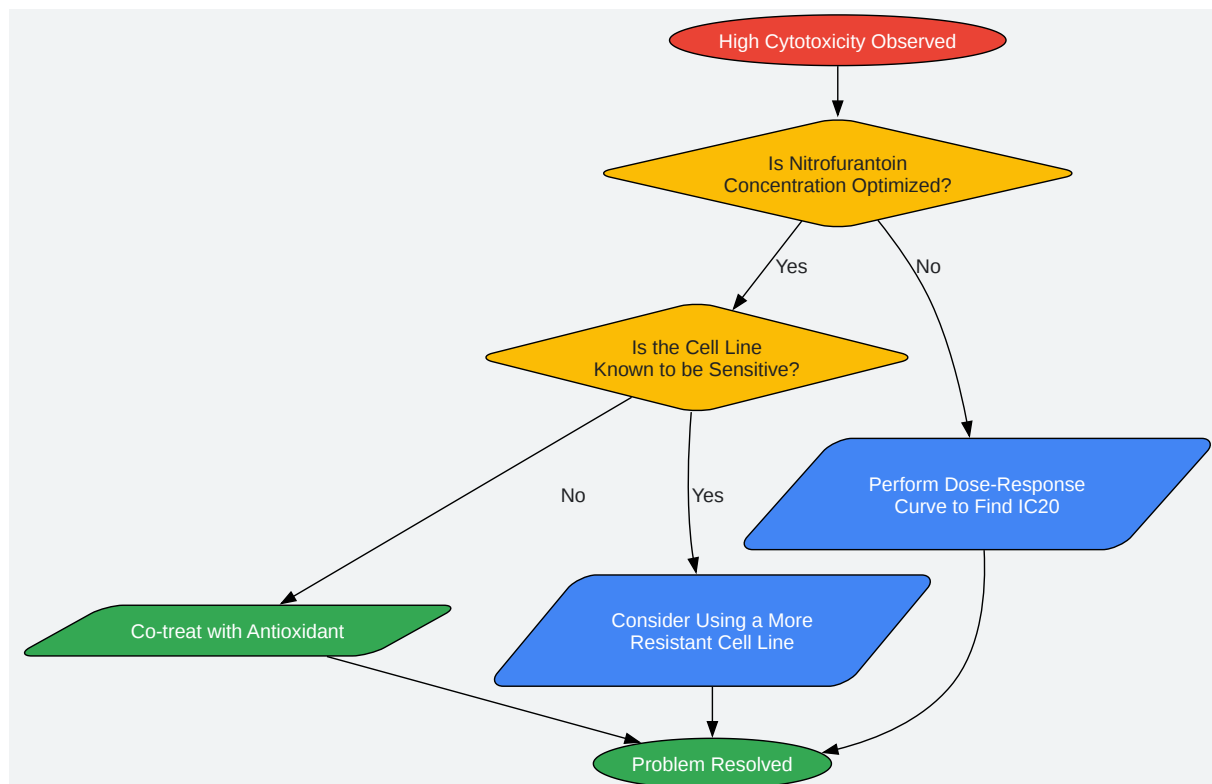 High Cytotoxicity Observed
Is Nitrofurantoin
Concentration Optimized?
Yes
No
Is the Cell Line
Known to be Sensitive?
No
Yes
Perform Dose-Response
Curve to Find IC20
Co-treat with Antioxidant
Consider Using a More
Resistant Cell Line
Problem Resolved